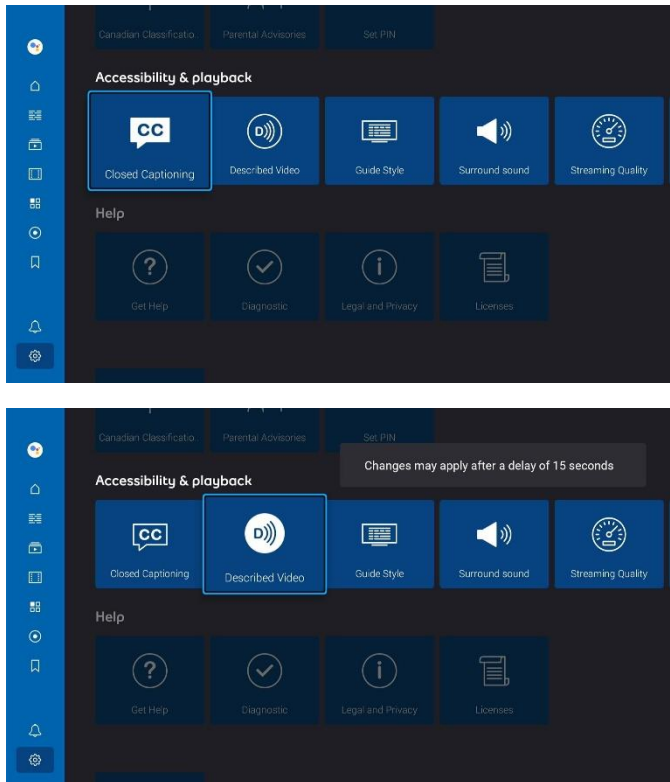 Canadian Classificatio.. Parental Advisories Set PIN
Accessibility & playback
CC D
Closed Captioning Described Video Guide Style Surround sound Streaming Quality
Help
? i
Get Help Diagnostic Legal and Privacy Licenses
Canadian Classificatio.. Parental Advisories Set PIN
Changes may apply after a delay of 15 seconds
Accessibility & playback
CC D
Closed Captioning Described Video Guide Style Surround sound Streaming Quality
Help
? i
Get Help Diagnostic Legal and Privacy Licenses